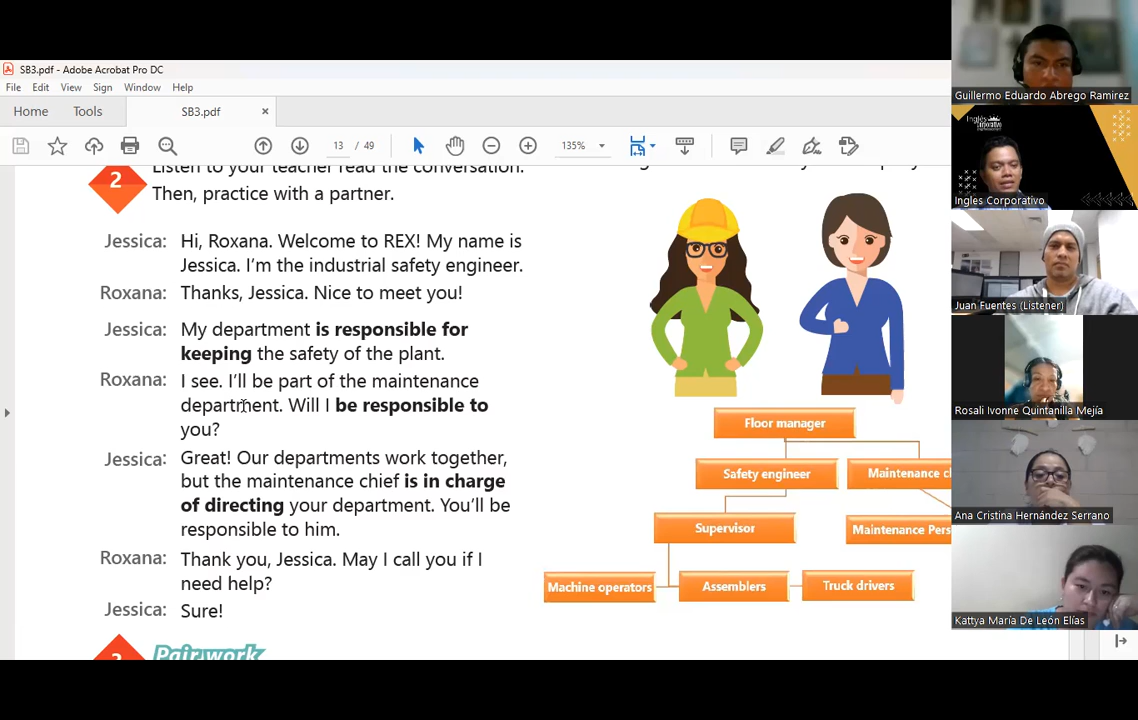 SB3.pdf - Adobe Acrobat Pro DC
File Edit View Sign Window Help
Home Tools SB3.pdf ×
13 / 49 135%
2
Listen to your teacher read the conversation.
Then, practice with a partner.
Jessica: Hi, Roxana. Welcome to REX! My name is
Jessica. I'm the industrial safety engineer.
Roxana: Thanks, Jessica. Nice to meet you!
Jessica: My department is responsible for
keeping the safety of the plant.
Roxana: I see. I'll be part of the maintenance
department. Will I be responsible to
you?
Jessica: Great! Our departments work together,
but the maintenance chief is in charge
of directing your department. You'll be
responsible to him.
Roxana: Thank you, Jessica. May I call you if I
need help?
Jessica: Sure!
Pair work
Floor manager
Safety engineer
Maintenance
Supervisor
Maintenance
Machine operators
Assemblers
Truck drivers
Guillermo Eduardo Abrego Ramirez
Inglés
Inglés Corporativo
Juan Fuentes (Listener)
Rosali Ivonne Quintanilla Mejía
Ana Cristina Hernández Serrano
Kattya María De León Elías